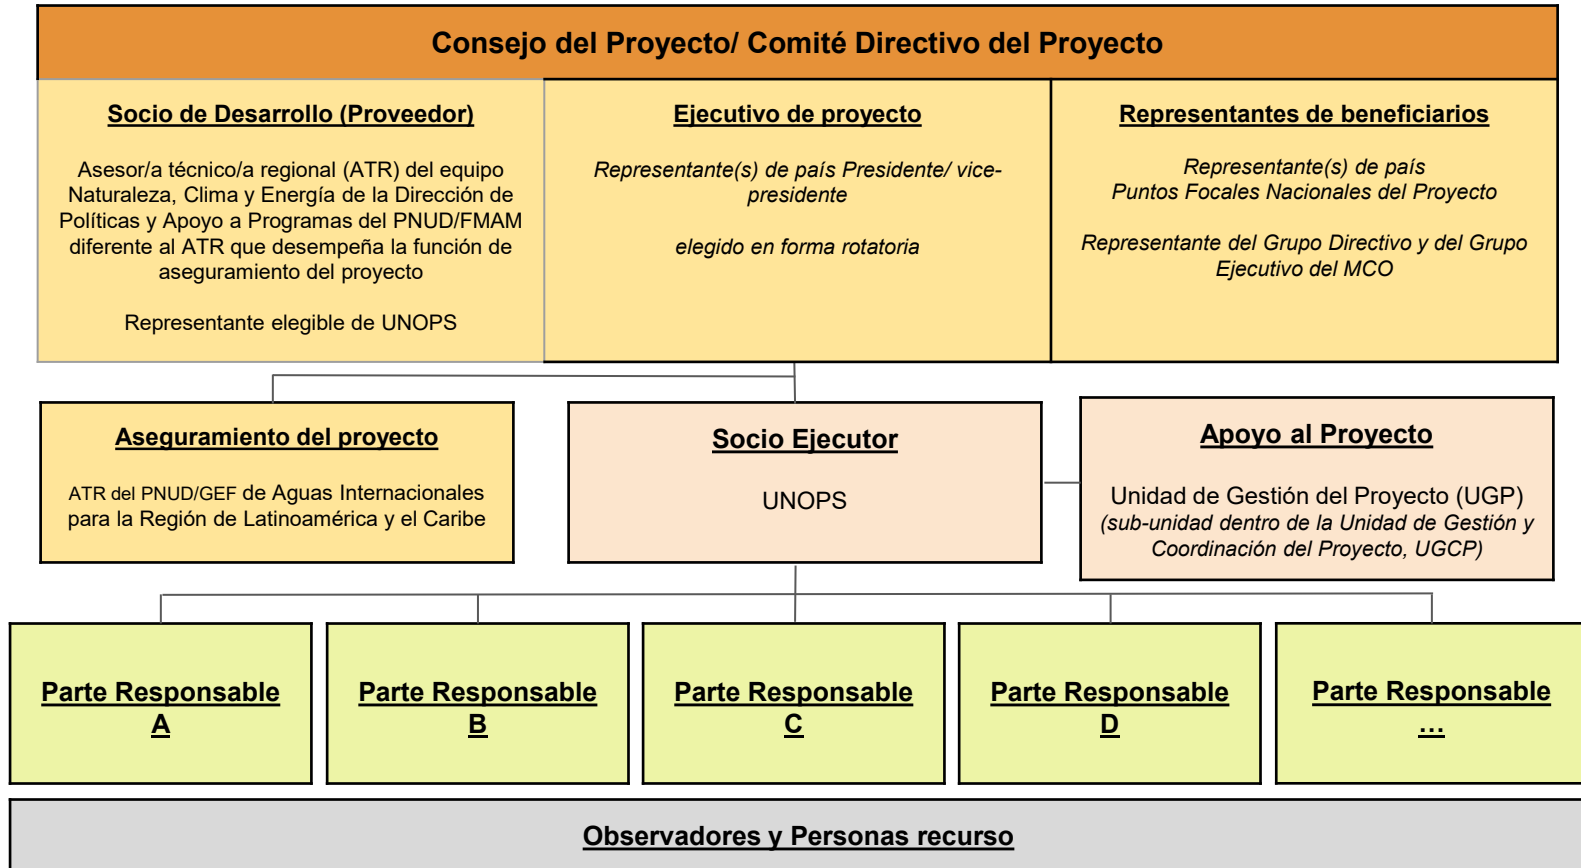 Consejo del Proyecto/ Comité Directivo del Proyecto
Socio de Desarrollo (Proveedor)
Asesor/a técnico/a regional (ATR) del equipo
Naturaleza, Clima y Energía de la Dirección de
Políticas y Apoyo a Programas del PNUD/FMAM
diferente al ATR que desempeña la función de
aseguramiento del proyecto
Representante elegible de UNOPS
Ejecutivo de proyecto
Representante(s) de país Presidente/ vice-
presidente
elegido en forma rotatoria
Representantes de beneficiarios
Representante(s) de país
Puntos Focales Nacionales del Proyecto
Representante del Grupo Directivo y del Grupo
Ejecutivo del MCO
Aseguramiento del proyecto
ATR del PNUD/GEF de Aguas Internacionales
para la Región de Latinoamérica y el Caribe
Socio Ejecutor
UNOPS
Apoyo al Proyecto
Unidad de Gestión del Proyecto (UGP)
(sub-unidad dentro de la Unidad de Gestión y
Coordinación del Proyecto, UGCP)
Parte Responsable
A
Parte Responsable
B
Parte Responsable
C
Parte Responsable
D
Parte Responsable
...
Observadores y Personas recurso